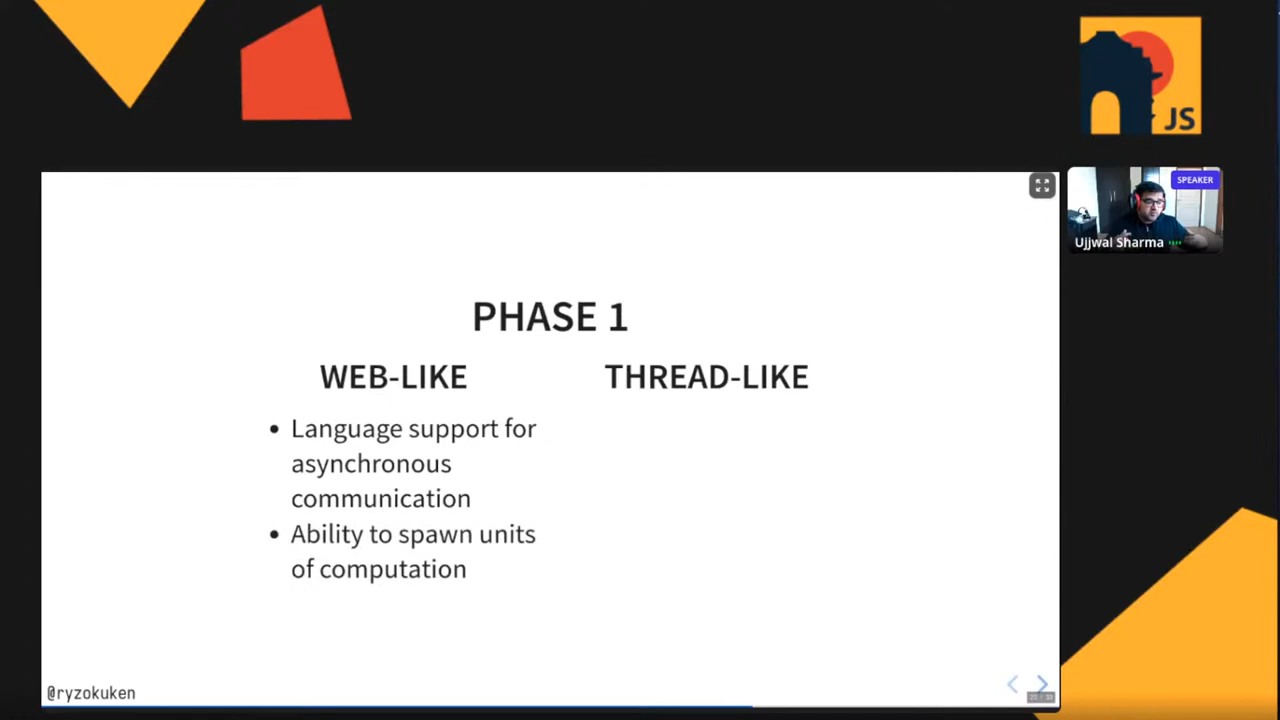 JS
SPEAKER
Ujjwal Sharma
PHASE 1
WEB-LIKE
THREAD-LIKE
Language support for
asynchronous
communication
Ability to spawn units
of computation
@ryzokuken